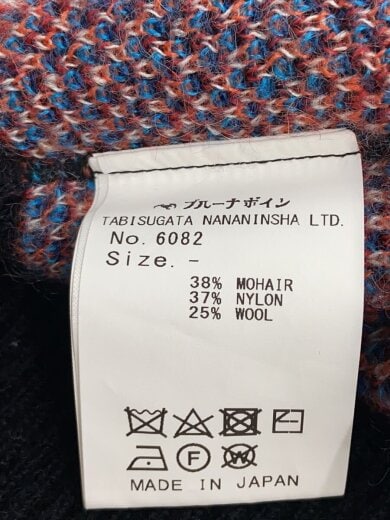 ブルーナボイン
TABISUGATA NANANINSHA LTD.
No. 6082
Size. -
38% MOHAIR
37% NYLON
25% WOOL
F
W
MADE IN JAPAN